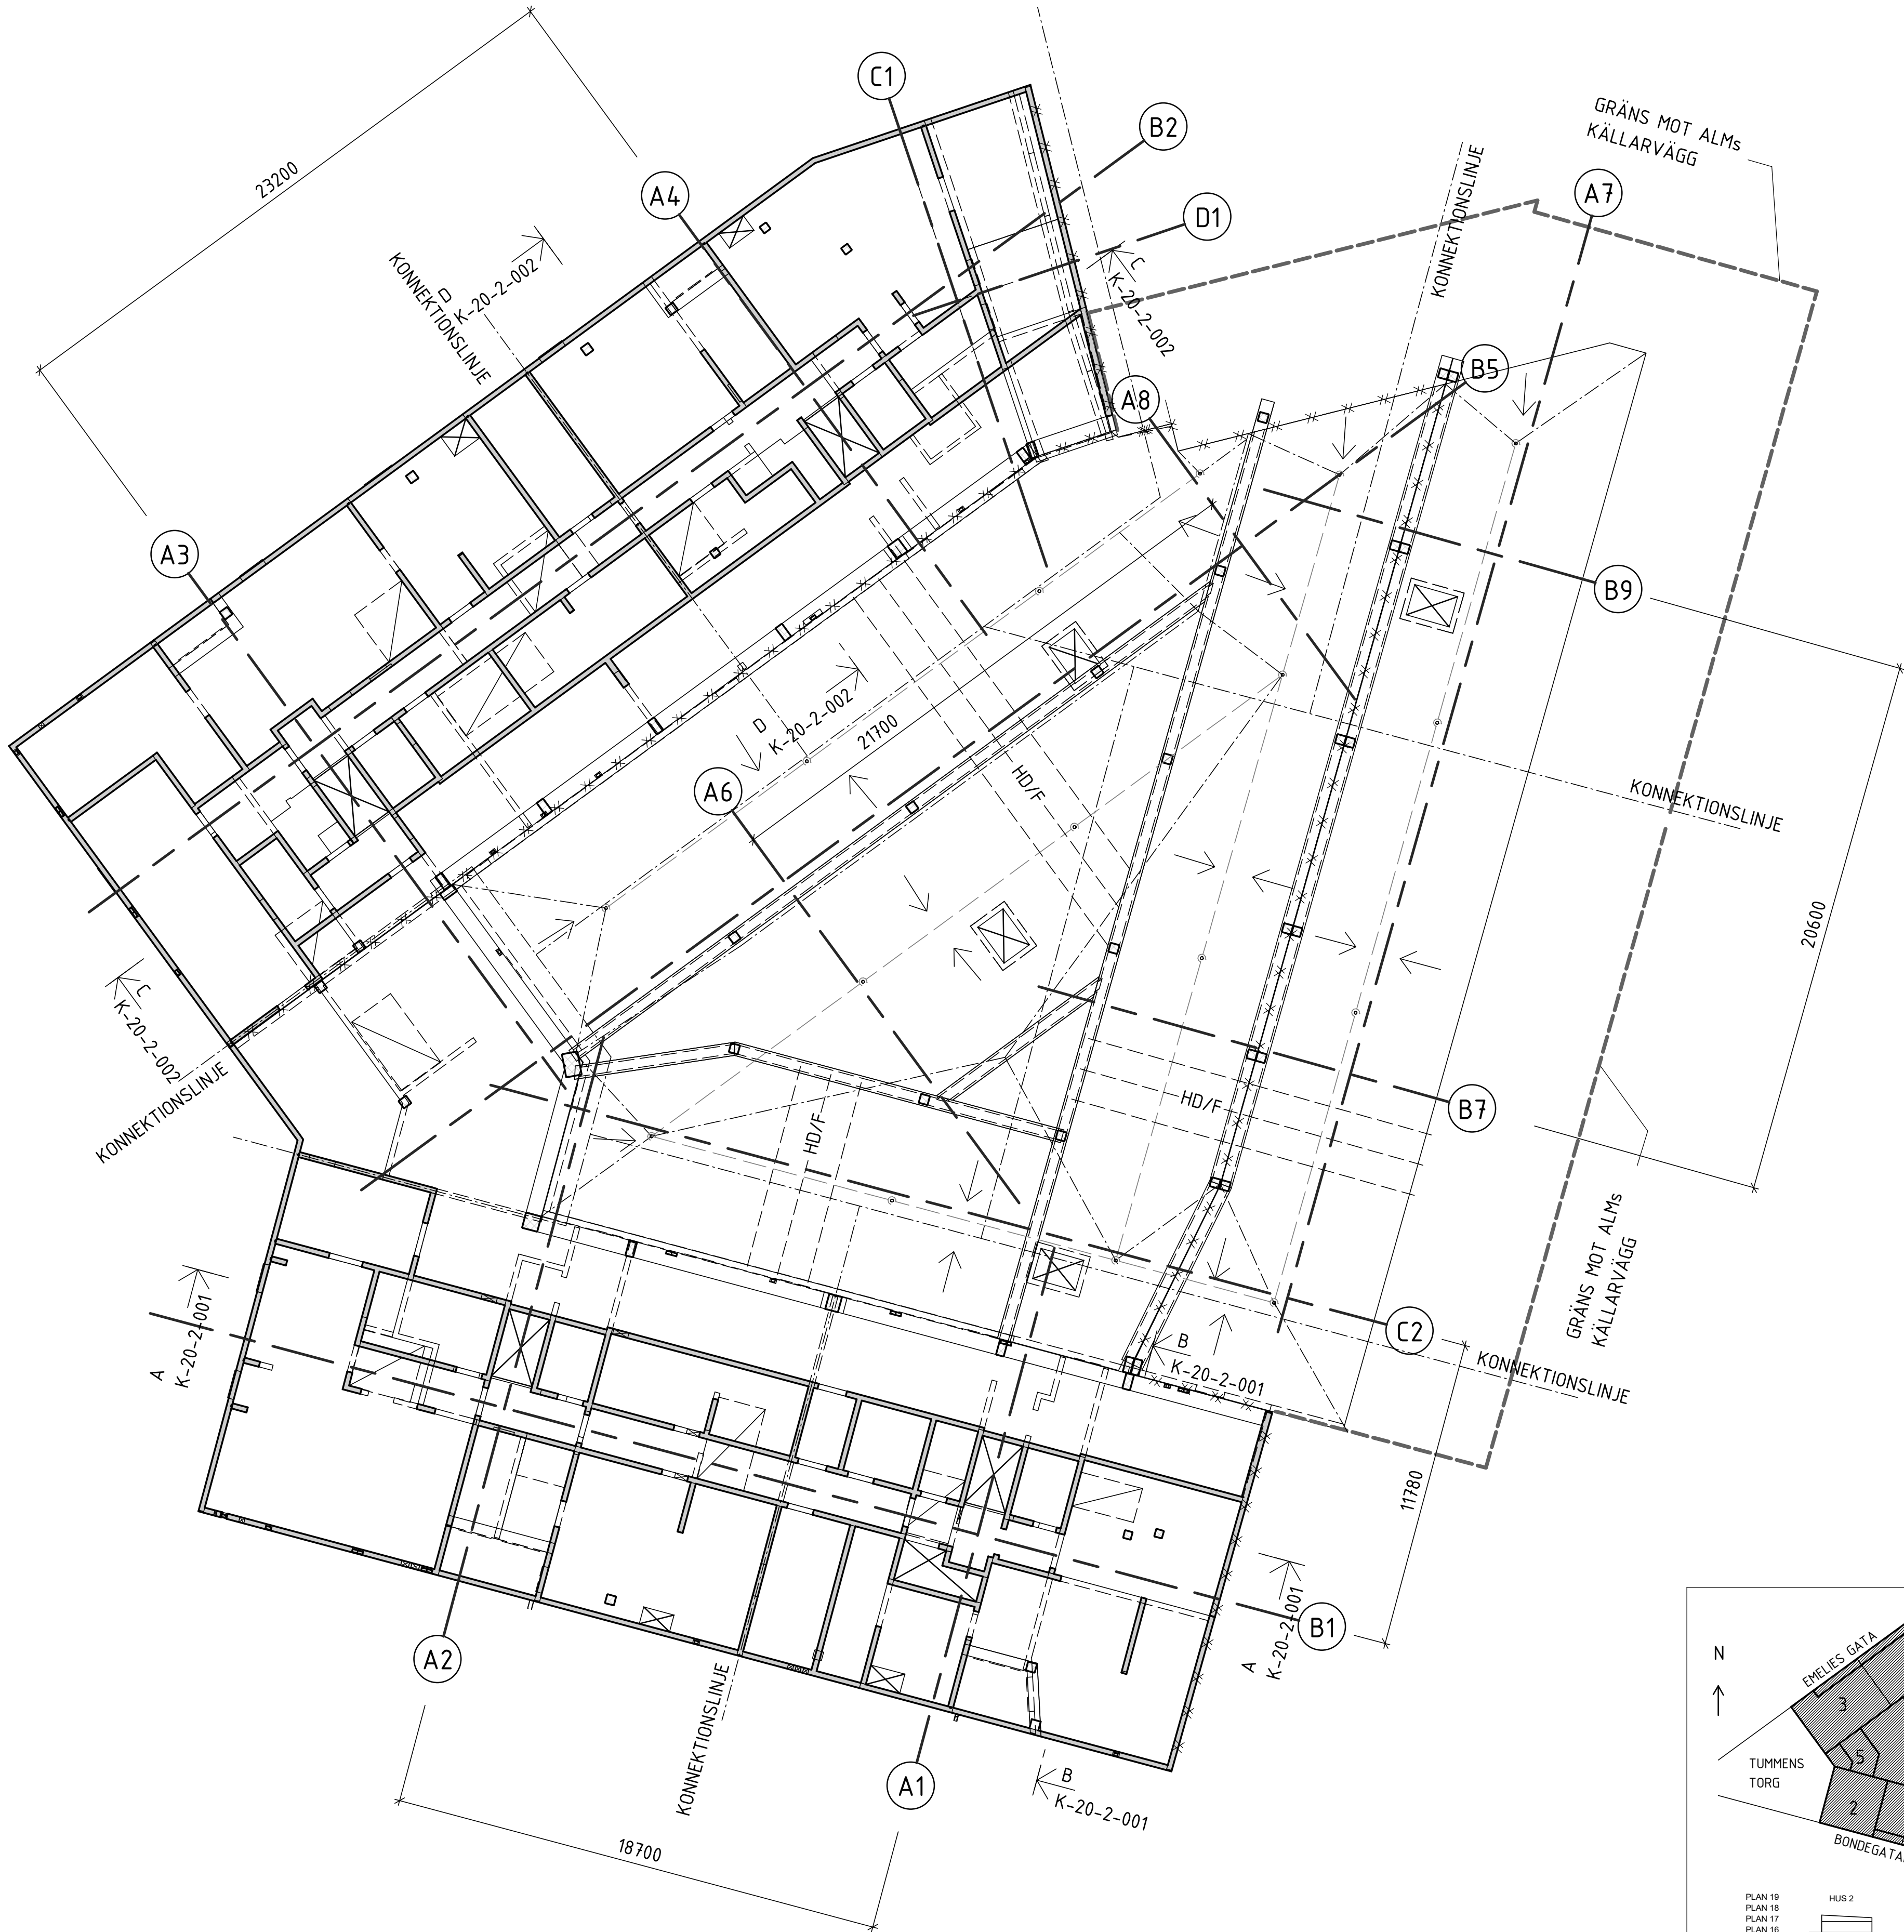 C1
B2
GRÄNS MOT ALMs
KÄLLARVÄGG
23200
A4
A7
D1
KONNEKTIONSLINJE
D
K-20-2-002
KONNEKTIONSLINJE
C
K-20-2-002
B5
A8
A3
B9
D
K-20-2-002
21700
A6
HD/F
KONNEKTIONSLINJE
20600
C
K-20-2-002
KONNEKTIONSLINJE
HD/F
HD/F
B7
GRÄNS MOT ALMs
KÄLLARVÄGG
A
K-20-2-001
C2
B
K-20-2-001
KONNEKTIONSLINJE
11780
A
K-20-2-001
B1
A2
KONNEKTIONSLINJE
A1
B
K-20-2-001
18700
N
EMELIES GATA
3
5
TUMMENS
TORG
2
BONDEGATA
PLAN 19
HUS 2
PLAN 18
PLAN 17
PLAN 16